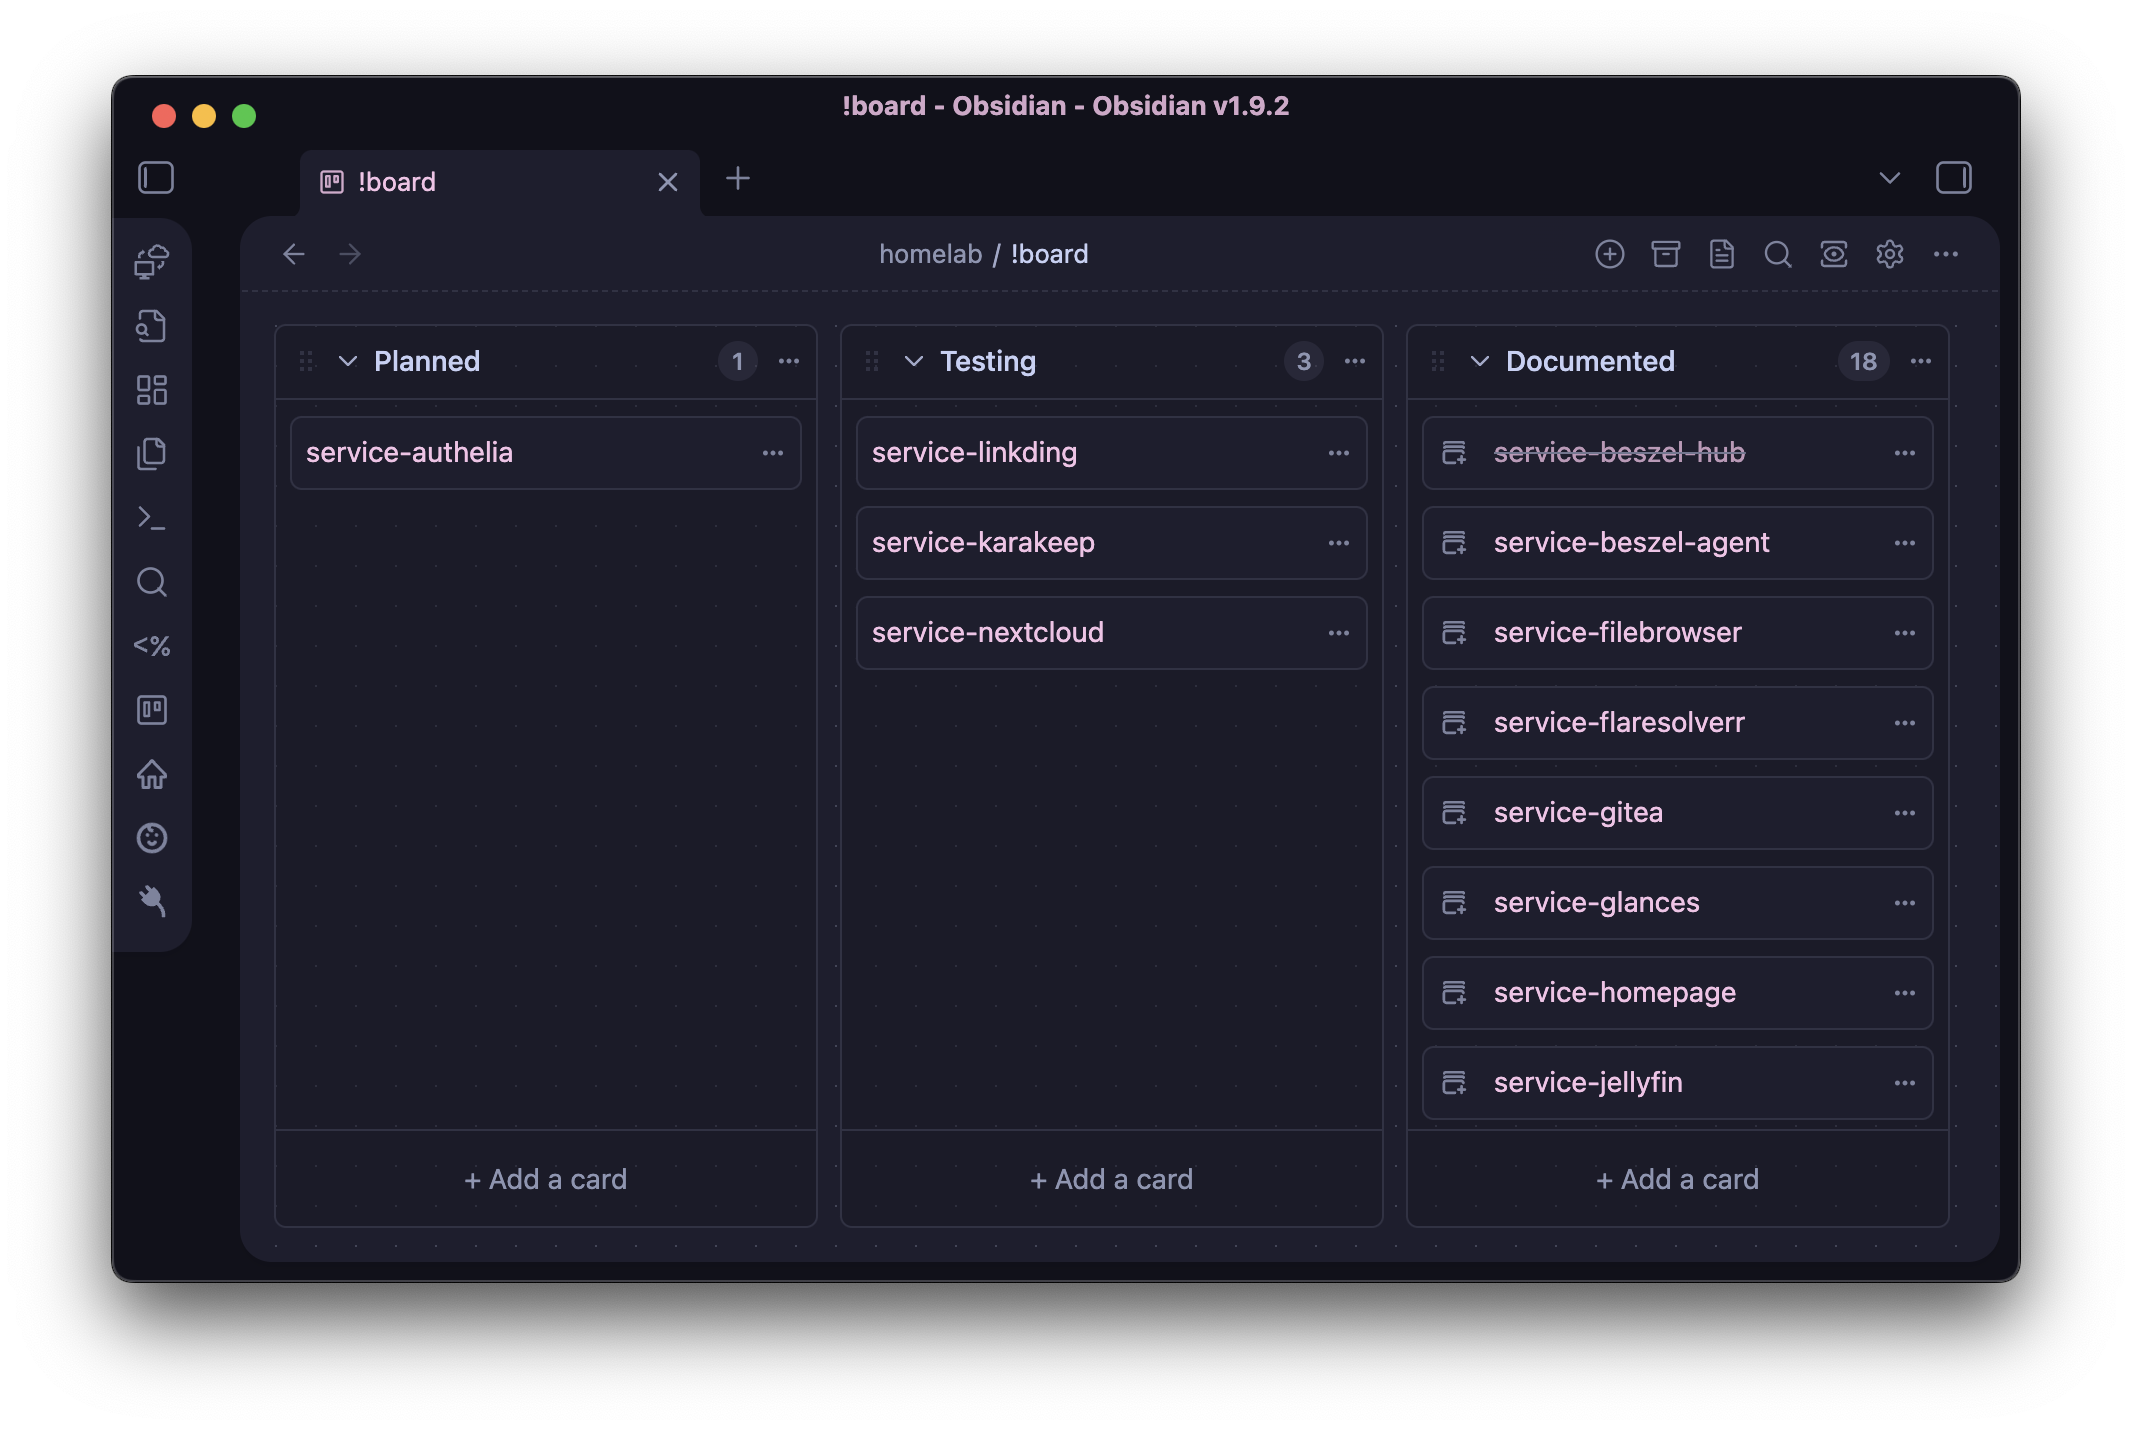 !board - Obsidian - Obsidian v1.9.2
!board
homelab / !board
<%
Planned 1
service-authelia
+ Add a card
Testing 3
service-linkding
service-karakeep
service-nextcloud
+ Add a card
Documented 18
service-beszel-hub
service-beszel-agent
service-filebrowser
service-flaresolverr
service-gitea
service-glances
service-homepage
service-jellyfin
+ Add a card